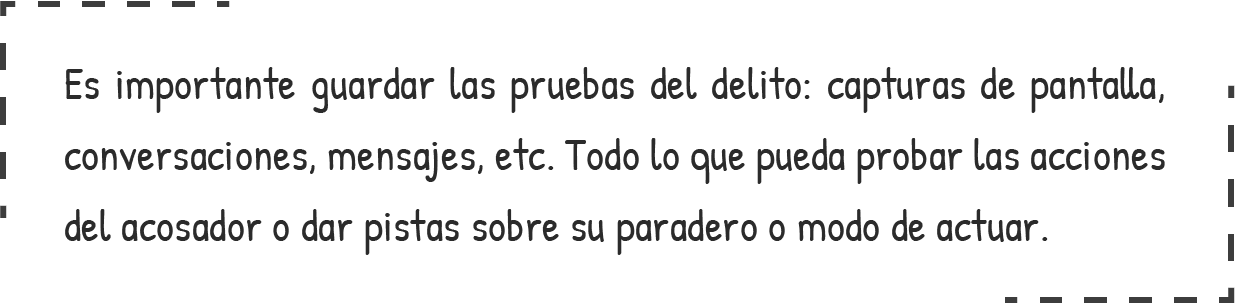 Es importante guardar las pruebas del delito: capturas de pantalla,
conversaciones, mensajes, etc. Todo lo que pueda probar las acciones
del acosador o dar pistas sobre su paradero o modo de actuar.